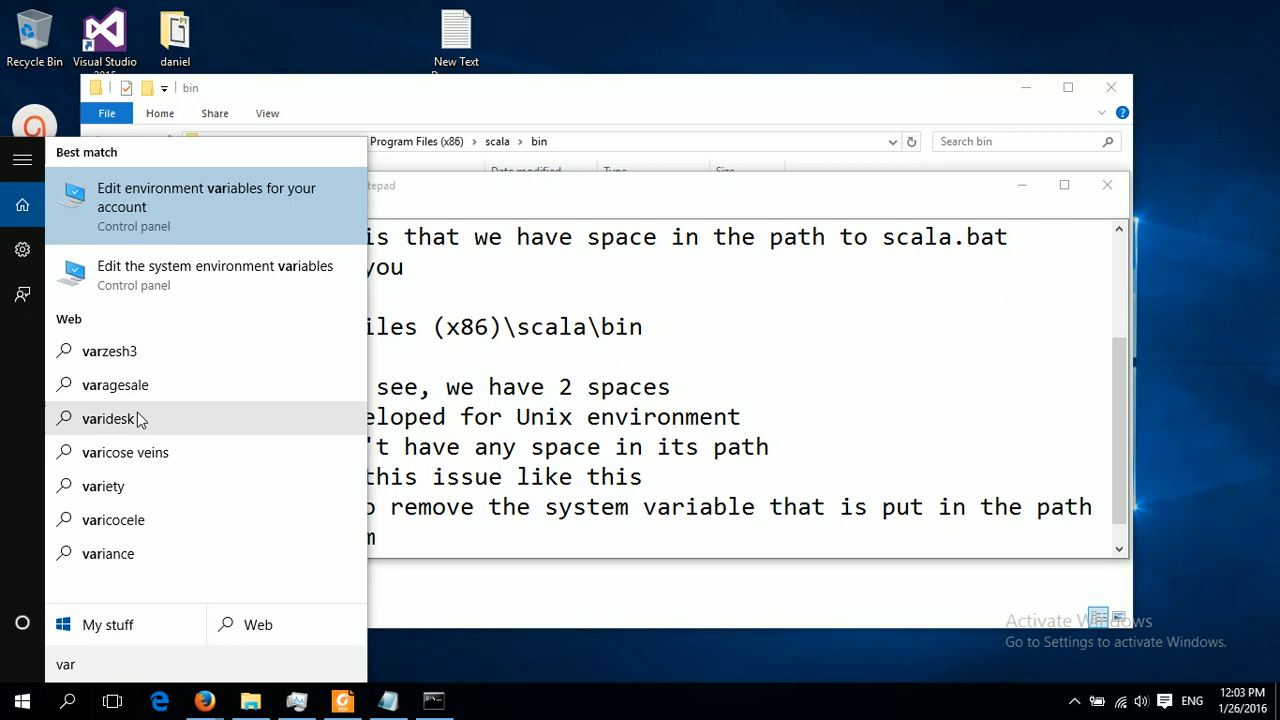 Recycle Bin
Visual Studio
daniel
New Text
bin
File
Home
Share
View
Program Files (x86) > scala > bin
Search bin
Date modified
Type
Size
Best match
Edit environment variables for your
account
Control panel
Edit the system environment variables
Control panel
Web
varzesh3
varagesale
varidesk
varicose veins
variety
varicocele
variance
My stuff
Web
var
is that we have space in the path to scala.bat
you
iles (x86)\scala\bin
see, we have 2 spaces
eloped for Unix environment
't have any space in its path
this issue like this
o remove the system variable that is put in the path
m
Activate Windows
Go to Settings to activate Windows.
ENG
12:03 PM
1/26/2016